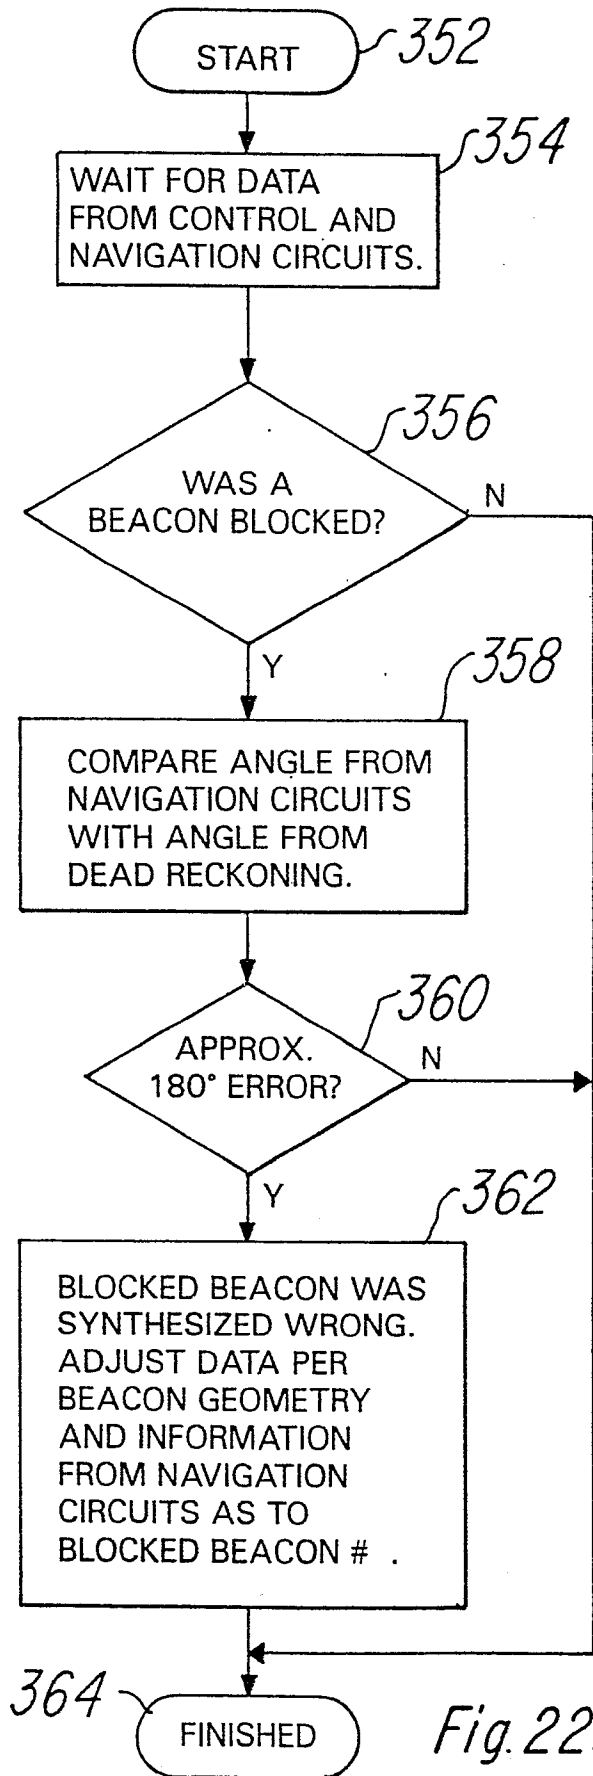 START
352
354
WAIT FOR DATA
FROM CONTROL AND
NAVIGATION CIRCUITS.
356
WAS A
BEACON BLOCKED?
N
Y
358
COMPARE ANGLE FROM
NAVIGATION CIRCUITS
WITH ANGLE FROM
DEAD RECKONING.
360
APPROX.
180° ERROR?
N
Y
362
BLOCKED BEACON WAS
SYNTHESIZED WRONG.
ADJUST DATA PER
BEACON GEOMETRY
AND INFORMATION
FROM NAVIGATION
CIRCUITS AS TO
BLOCKED BEACON # .
364
FINISHED
Fig. 22.